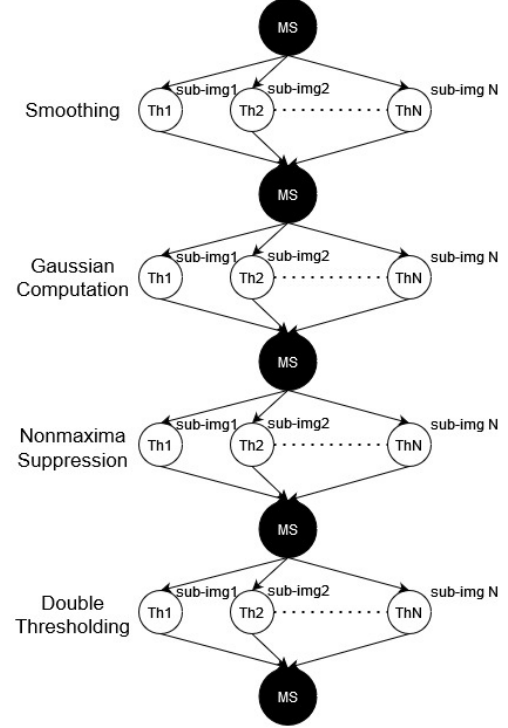 MS
sub-img1 sub-img2 sub-img N
Smoothing Th1 Th2 ThN
MS
sub-img1 sub-img2 sub-img N
Gaussian
Computation
Th1 Th2 ThN
MS
sub-img1 sub-img2 sub-img N
Nonmaxima
Suppression
Th1 Th2 ThN
MS
sub-img1 sub-img2 sub-img N
Double
Thresholding
Th1 Th2 ThN
MS